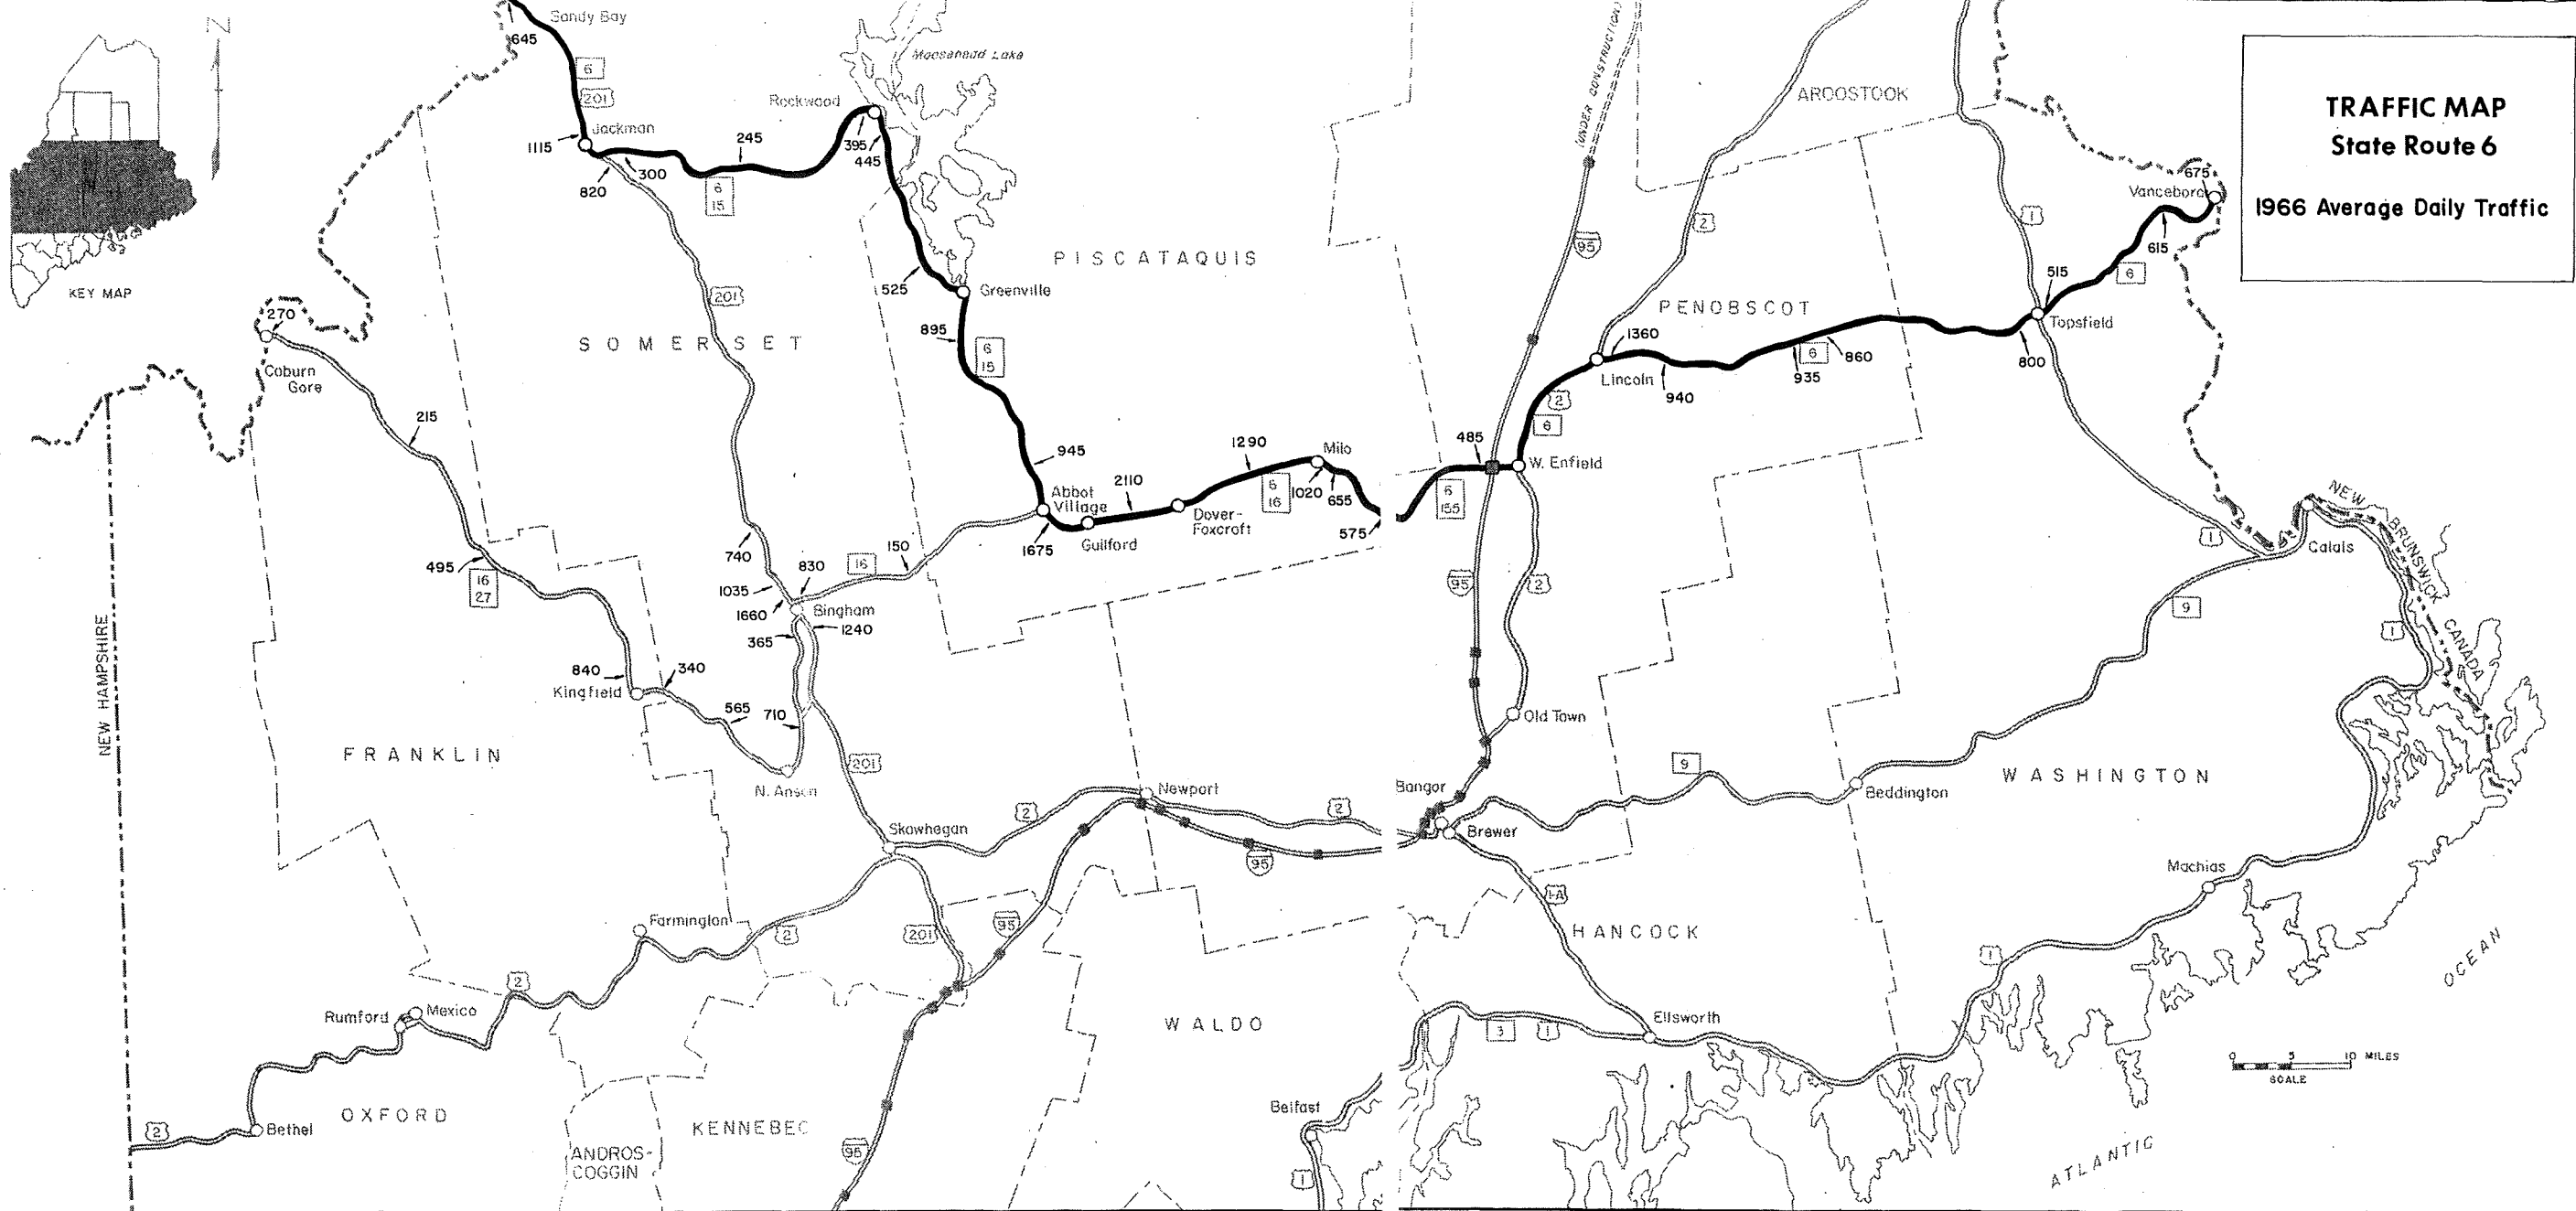 TRAFFIC MAP
State Route 6
1966 Average Daily Traffic
N
KEY MAP
Sandy Bay
645
6
201
Jackman
1115
820
300
245
6
15
Rockwood
395
445
Moosehead Lake
525
Greenville
895
6
15
945
Abbot
Village
1675
Guilford
2110
Dover-
Foxcroft
1290
6
16
Milo
1020
655
575
6
155
485
W. Enfield
2
6
Lincoln
1360
940
935
6
860
800
Topsfield
515
6
615
675
Vanceboro
(UNDER CONSTRUCTION)
95
2
1
AROOSTOOK
PENOBSCOT
PISCATAQUIS
SOMERSET
201
270
Coburn
Gore
215
495
16
27
840
Kingfield
340
565
710
N. Anson
740
1035
1660
830
16
150
Bingham
365
1240
201
NEW HAMPSHIRE
FRANKLIN
Skowhegan
2
Newport
2
95
95
201
2
Farmington
2
Rumford
Mexico
2
Bethel
OXFORD
ANDROS-
COGGIN
KENNEBEC
95
WALDO
Belfast
1
95
2
Old Town
Bangor
Brewer
9
Beddington
WASHINGTON
9
1
Calais
NEW BRUNSWICK
CANADA
1
Machias
1
1-A
HANCOCK
3
1
Ellsworth
0 5 10 MILES
SCALE
ATLANTIC
OCEAN